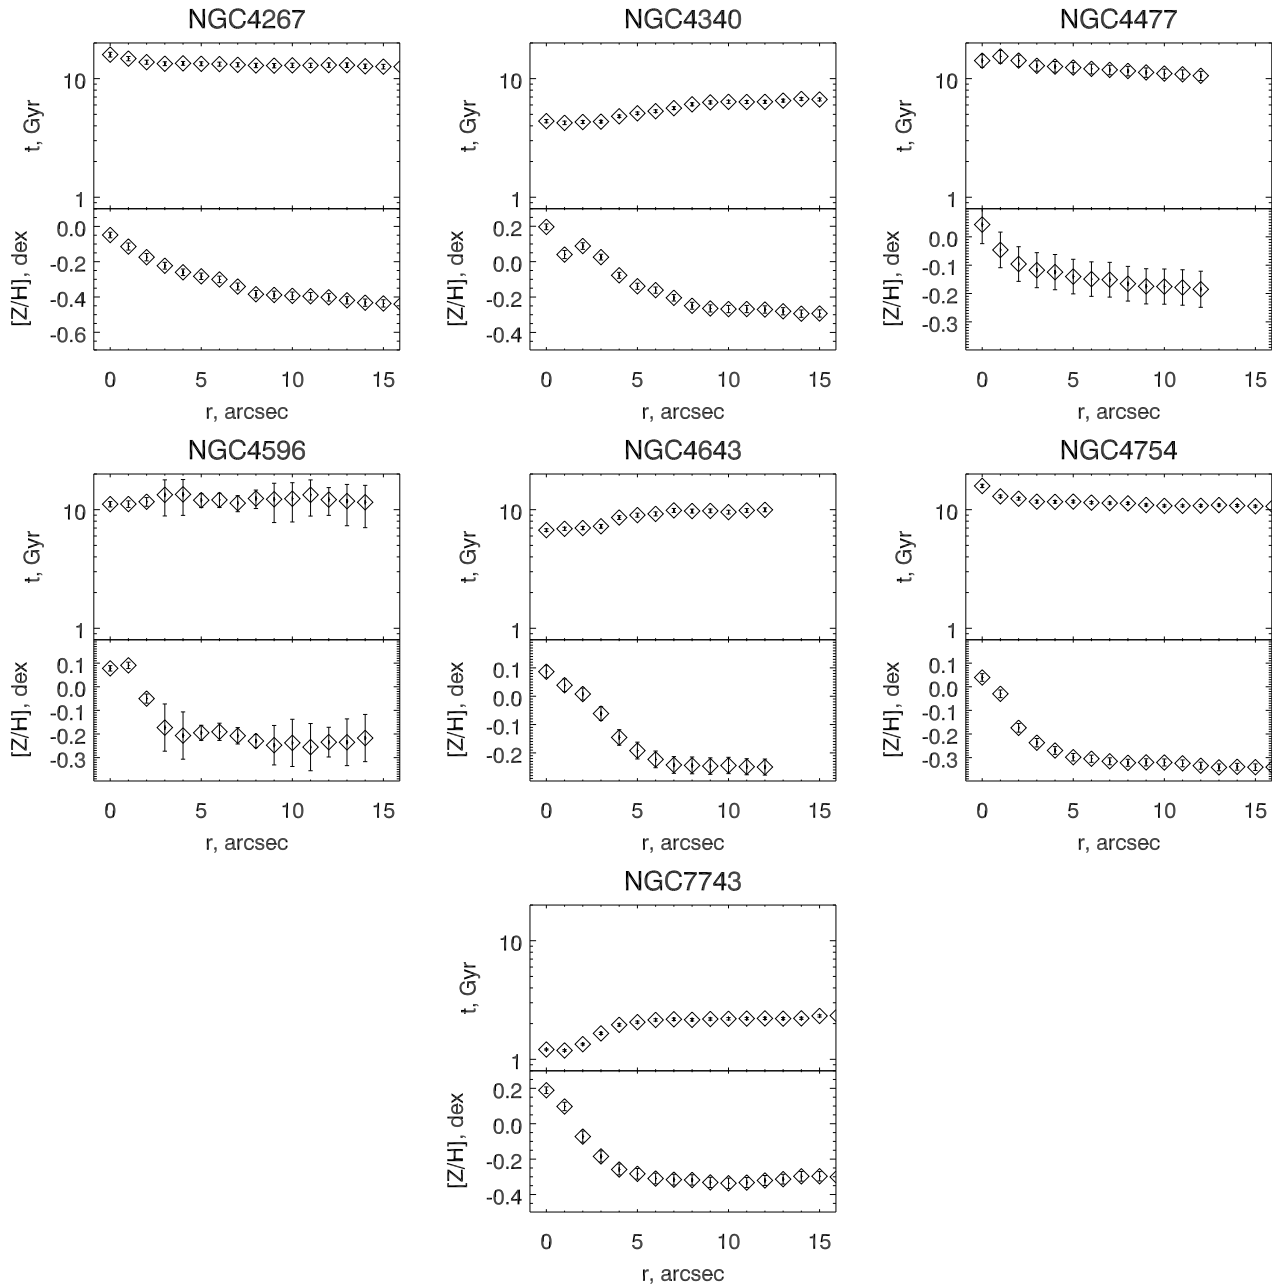 NGC4267
NGC4340
NGC4477
10
1
t, Gyr
0.0
-0.2
-0.4
-0.6
[Z/H], dex
0 5 10 15
r, arcsec
10
1
t, Gyr
0.2
0.0
-0.2
-0.4
[Z/H], dex
0 5 10 15
r, arcsec
10
1
t, Gyr
0.0
-0.1
-0.2
-0.3
[Z/H], dex
0 5 10 15
r, arcsec
NGC4596
NGC4643
NGC4754
10
1
t, Gyr
0.1
0.0
-0.1
-0.2
-0.3
[Z/H], dex
0 5 10 15
r, arcsec
10
1
t, Gyr
0.1
0.0
-0.1
-0.2
[Z/H], dex
0 5 10 15
r, arcsec
10
1
t, Gyr
0.1
0.0
-0.1
-0.2
-0.3
[Z/H], dex
0 5 10 15
r, arcsec
NGC7743
10
1
t, Gyr
0.2
0.0
-0.2
-0.4
[Z/H], dex
0 5 10 15
r, arcsec